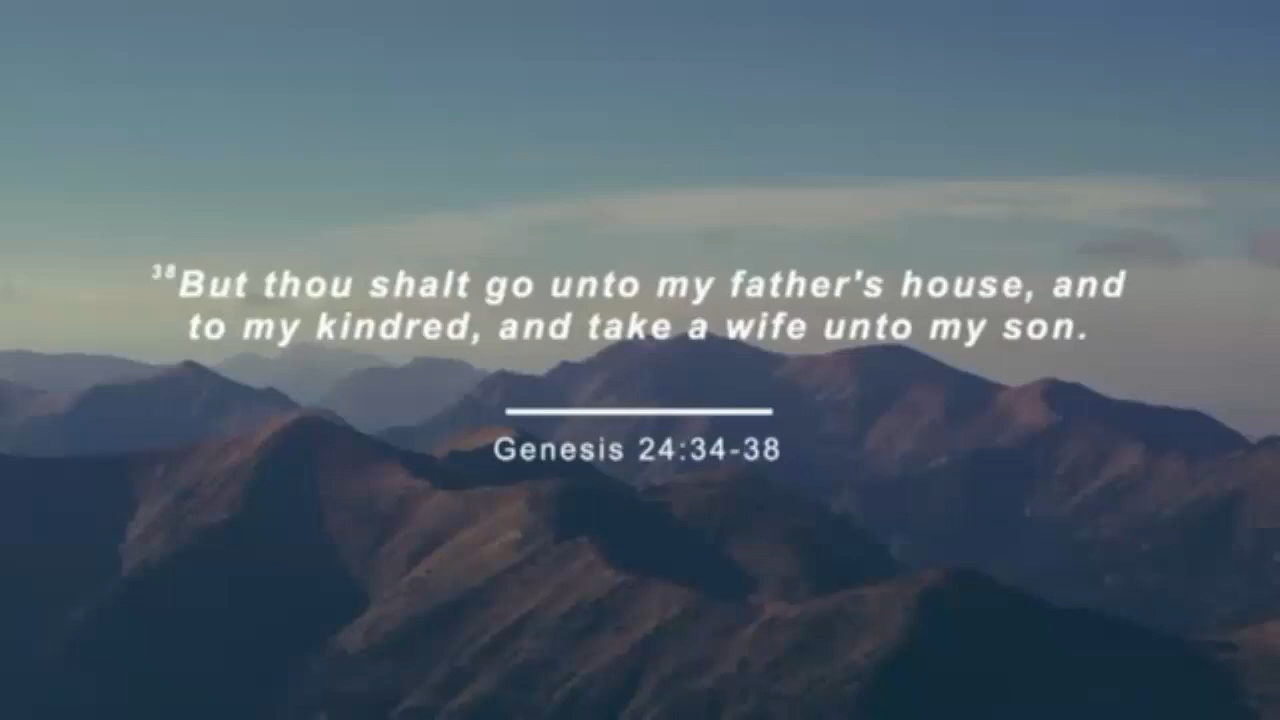 ³⁸But thou shalt go unto my father's house, and
to my kindred, and take a wife unto my son.
Genesis 24:34-38